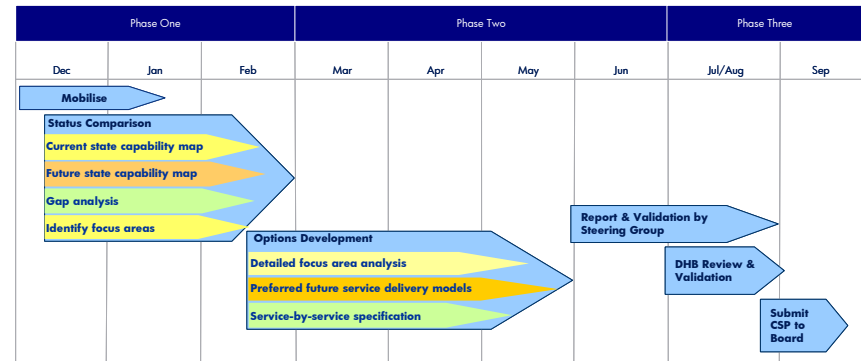 Phase One
Phase Two
Phase Three
Dec
Jan
Feb
Mar
Apr
May
Jun
Jul/Aug
Sep
Mobilise
Status Comparison
Current state capability map
Future state capability map
Gap analysis
Identify focus areas
Options Development
Detailed focus area analysis
Preferred future service delivery models
Service-by-service specification
Report & Validation by
Steering Group
DHB Review &
Validation
Submit
CSP to
Board